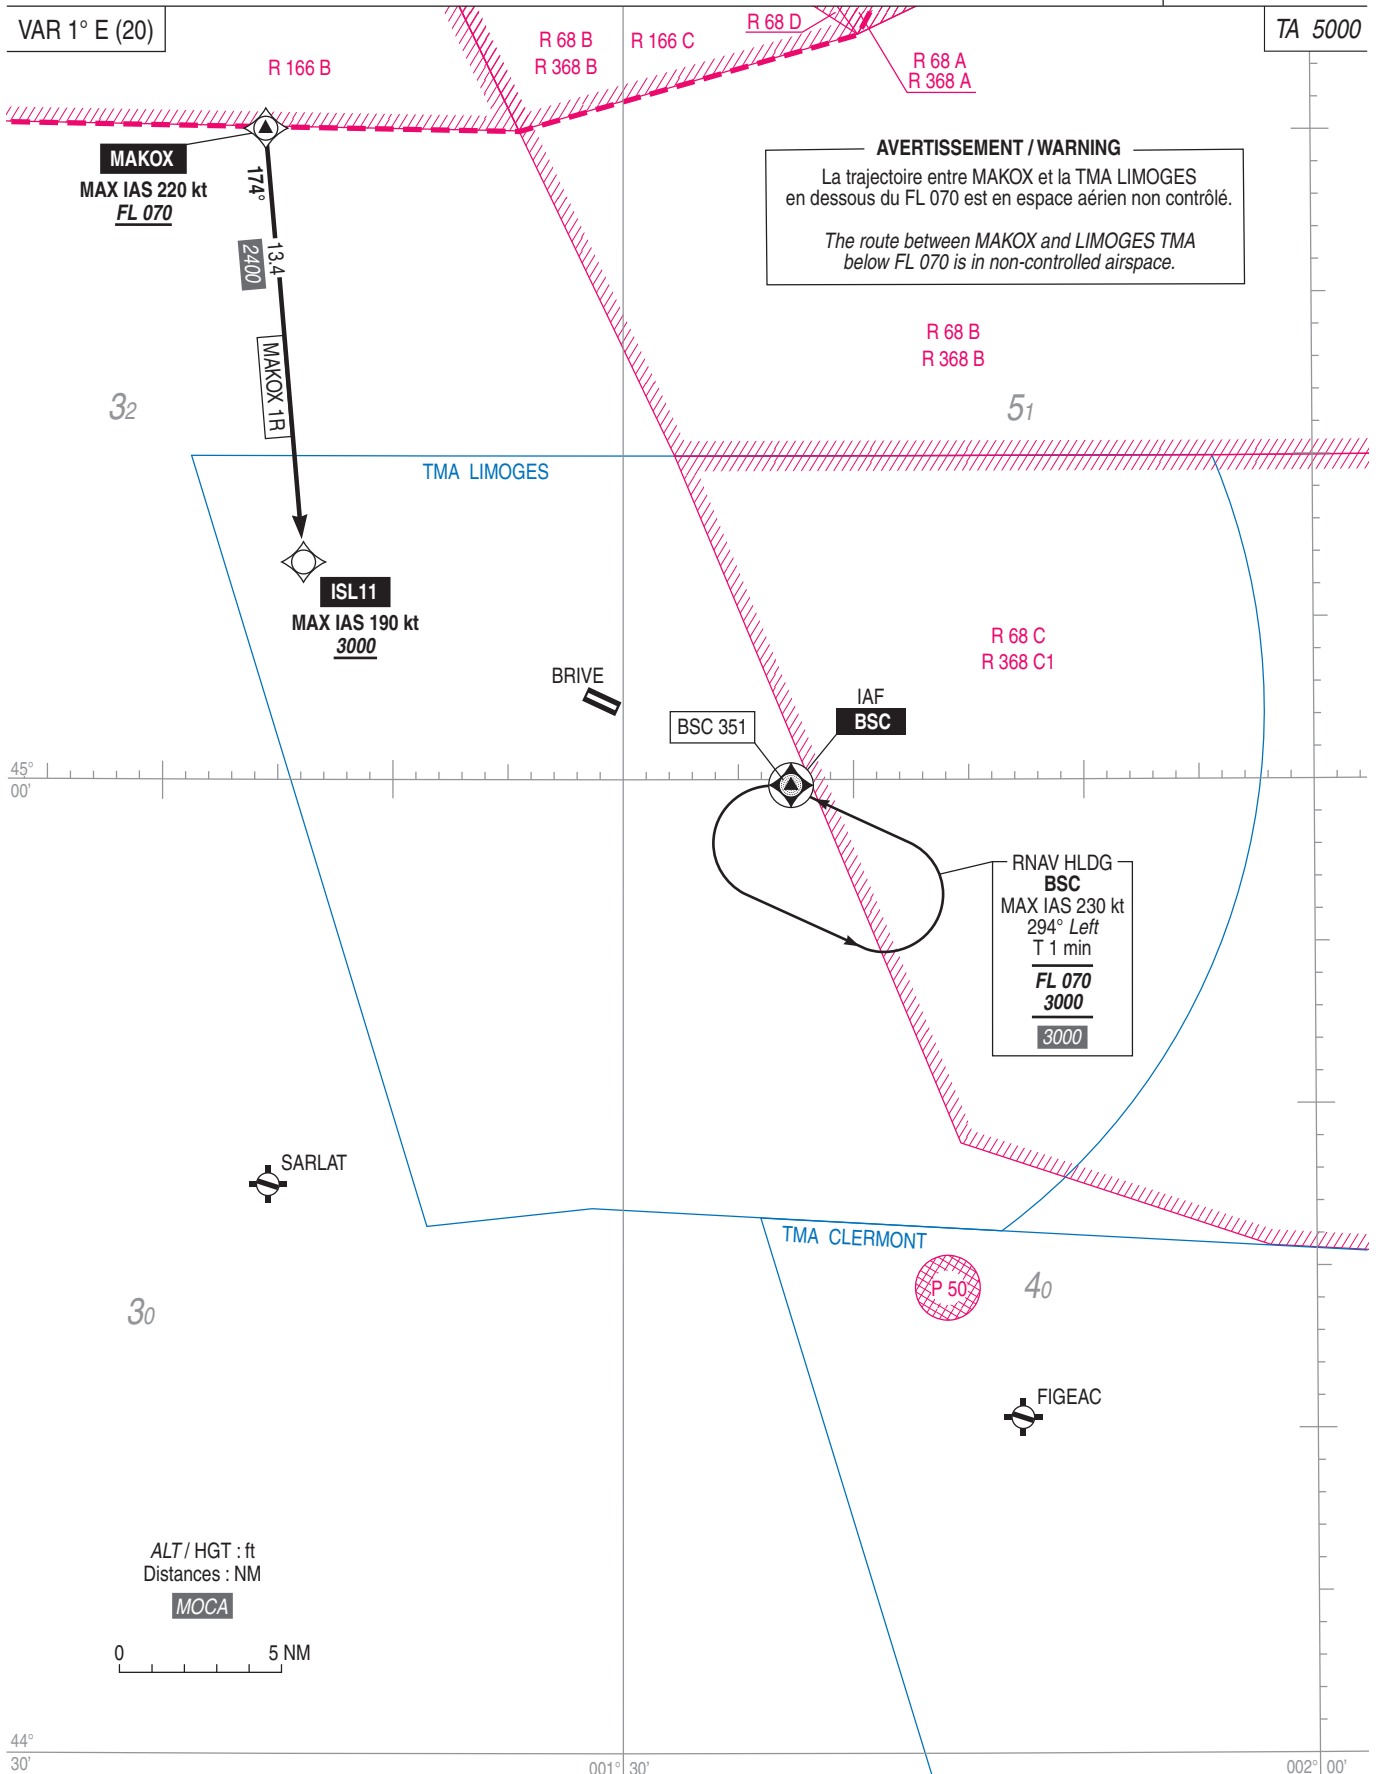 VAR 1° E (20)
TA 5000
R 68 D
R 68 B
R 368 B
R 166 C
R 166 B
R 68 A
R 368 A
MAKOX
MAX IAS 220 kt
FL 070
174°
13.4
2400
MAKOX 1R
AVERTISSEMENT / WARNING
La trajectoire entre MAKOX et la TMA LIMOGES
en dessous du FL 070 est en espace aérien non contrôlé.
The route between MAKOX and LIMOGES TMA
below FL 070 is in non-controlled airspace.
R 68 B
R 368 B
32
51
TMA LIMOGES
ISL11
MAX IAS 190 kt
3000
R 68 C
R 368 C1
BRIVE
IAF
BSC
BSC 351
45°
00'
RNAV HLDG
BSC
MAX IAS 230 kt
294° Left
T 1 min
FL 070
3000
3000
SARLAT
TMA CLERMONT
P 50
40
30
FIGEAC
ALT / HGT : ft
Distances : NM
MOCA
0 5 NM
44°
30'
001° 30'
002° 00'